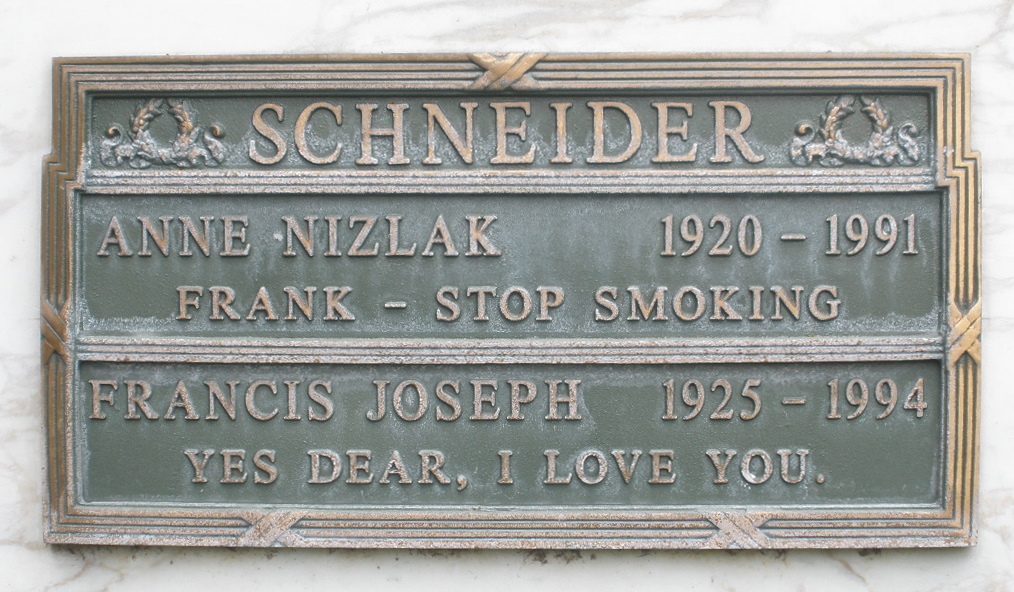 SCHNEIDER
ANNE NIZLAK 1920 – 1991
FRANK – STOP SMOKING
FRANCIS JOSEPH 1925 – 1994
YES DEAR, I LOVE YOU.